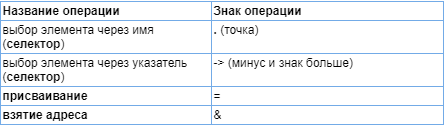 Название операции Знак операции
выбор элемента через имя . (точка)
(селектор)
выбор элемента через указатель -> (минус и знак больше)
(селектор)
присваивание =
взятие адреса &